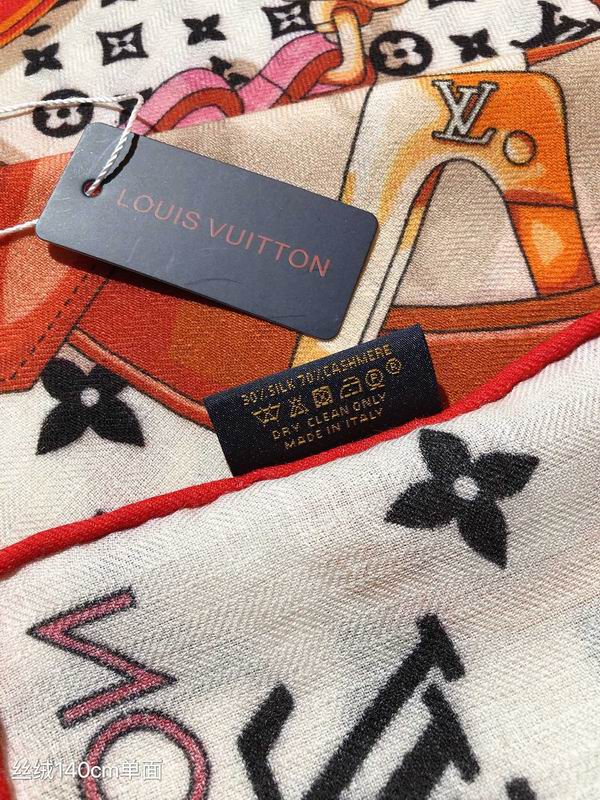 LV
LOUIS VUITTON
30%SILK 70%CASHMERE
DRY CLEAN ONLY
MADE IN ITALY
丝绒140cm单面